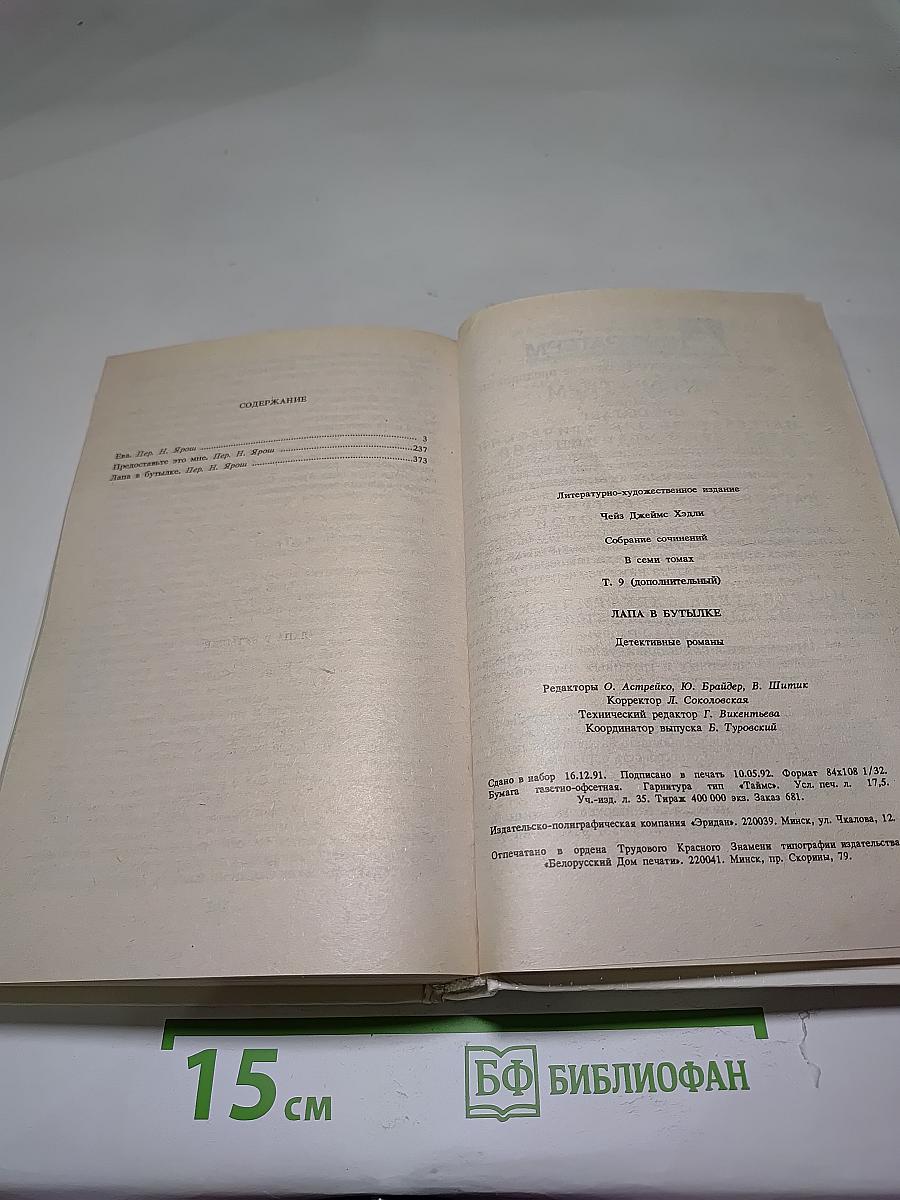 СОДЕРЖАНИЕ
Ева. Пер. Н. Ярош ........ 3
Предоставьте это мне. Пер. Н. Ярош ........ 237
Лапа в бутылке. Пер. Н. Ярош ........ 373
Литературно-художественное издание
Чейз Джеймс Хэдли
Собрание сочинений
В семи томах
Т. 9 (дополнительный)
ЛАПА В БУТЫЛКЕ
Детективные романы
Редакторы О. Астрейко, Ю. Брайдер, В. Шитик
Корректор Л. Соколовская
Технический редактор Г. Викентьева
Координатор выпуска Б. Туровский
Сдано в набор 16.12.91. Подписано в печать 10.05.92. Формат 84х108 1/32.
Бумага газетно-офсетная. Гарнитура тип «Таймс». Усл. печ. л. 17,5.
Уч.-изд. л. 35. Тираж 400 000 экз. Заказ 681.
Издательско-полиграфическая компания «Эридан». 220039. Минск, ул. Чкалова, 12.
Отпечатано в ордена Трудового Красного Знамени типографии издательства
«Белорусский Дом печати». 220041. Минск, пр. Скорины, 79.
15 см
БФ БИБЛИОФАН